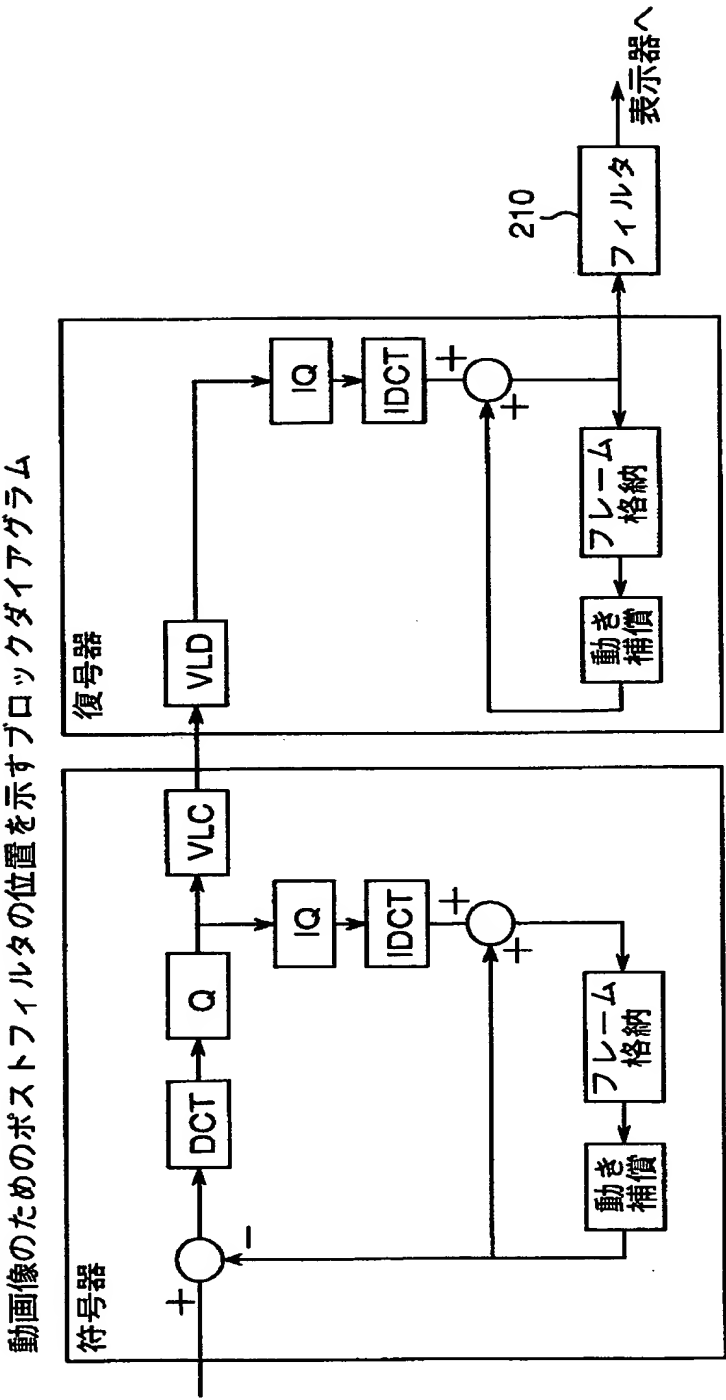 動画像のためのポストフィルタの位置を示すブロックダイアグラム
符号器
+
-
DCT
Q
VLC
IQ
IDCT
+
+
フレーム
格納
動き
補償
復号器
VLD
IQ
IDCT
+
+
フレーム
格納
動き
補償
210
フィルタ
表示器へ